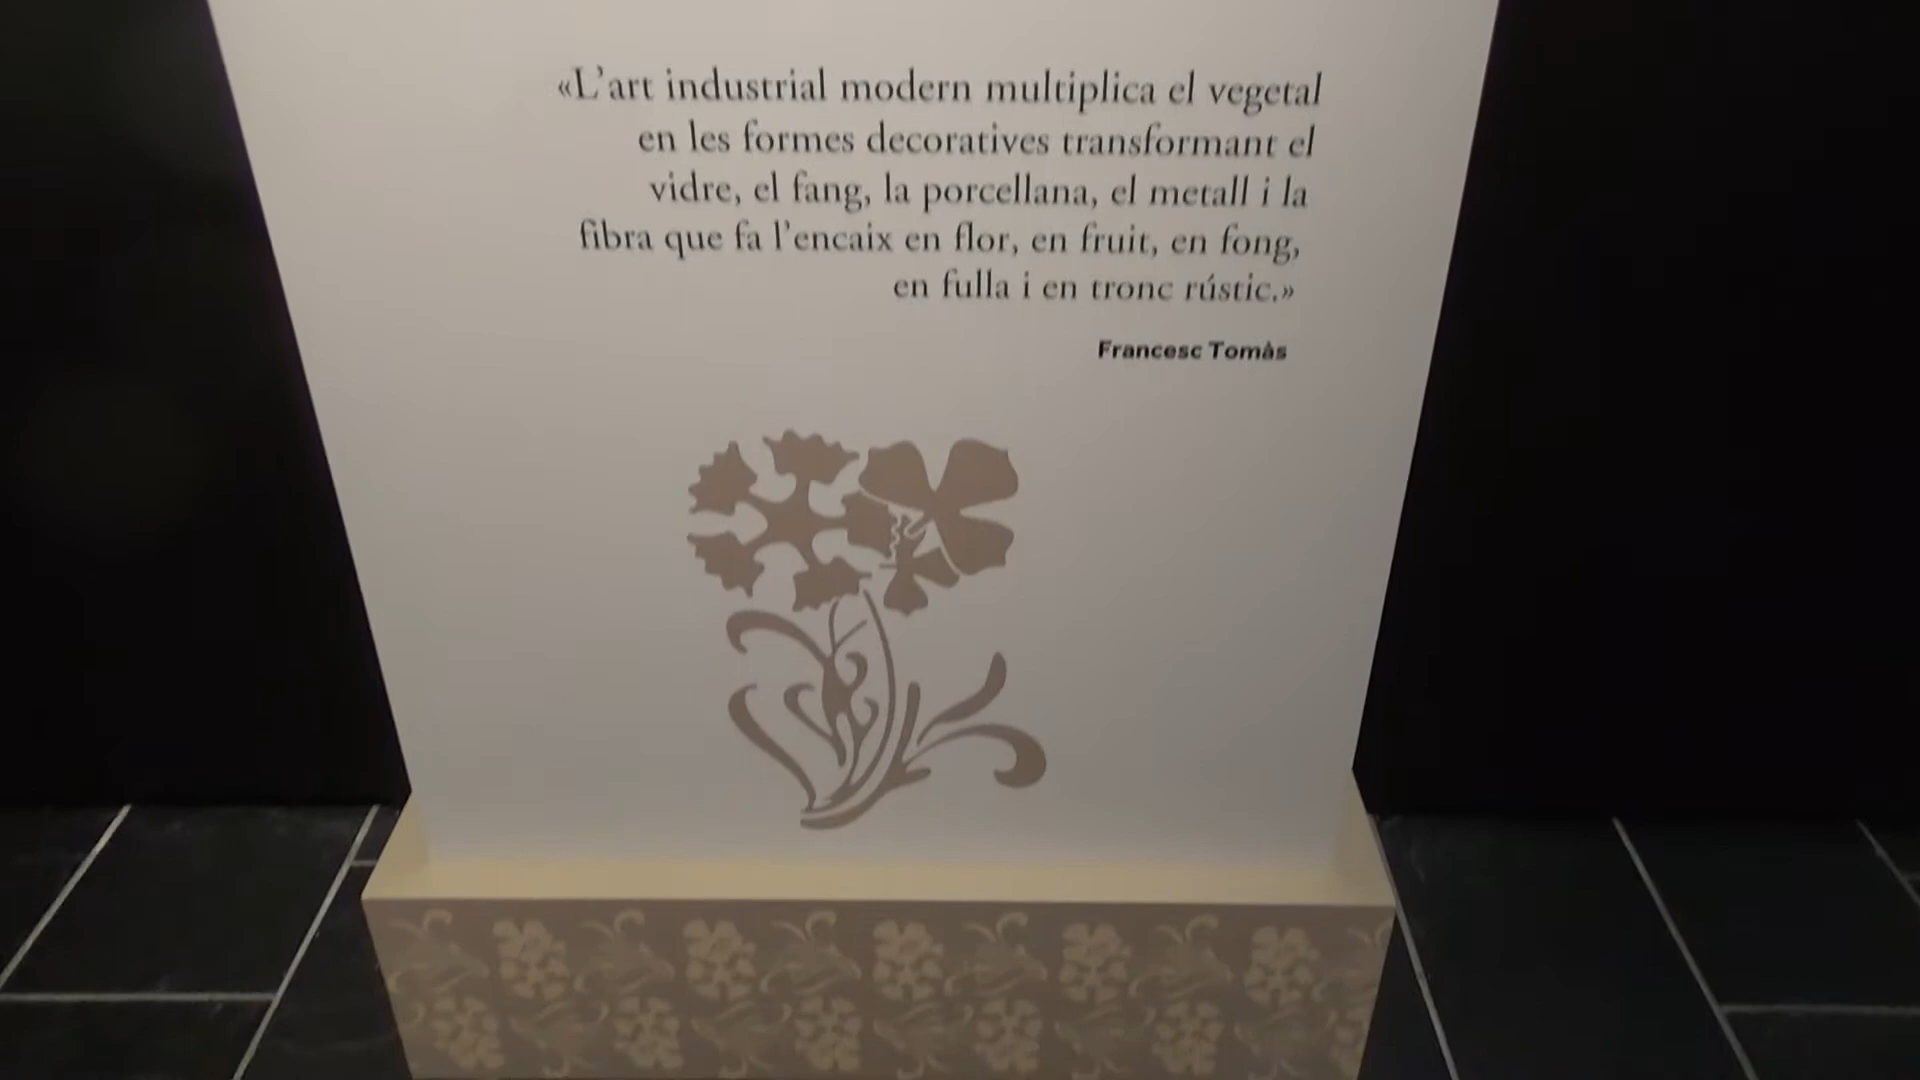 «L’art industrial modern multiplica el vegetal
en les formes decoratives transformant el
vidre, el fang, la porcellana, el metall i la
fibra que fa l’encaix en flor, en fruit, en fong,
en fulla i en tronc rústic.»
Francesc Tomàs